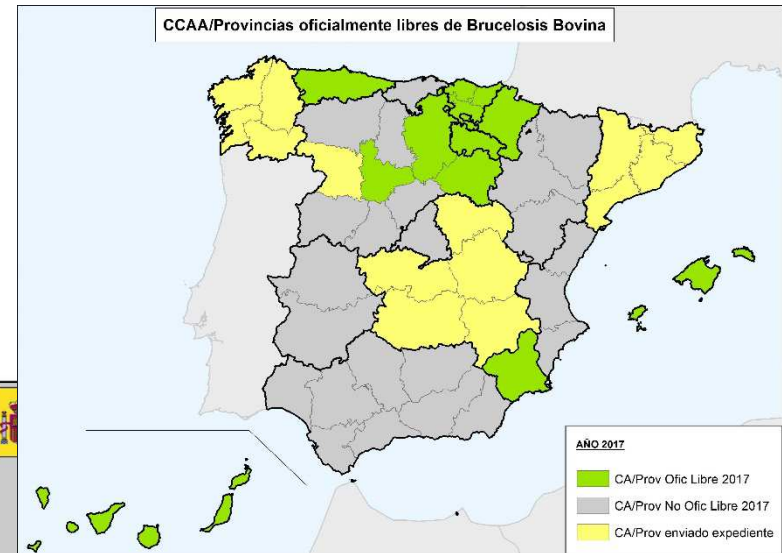 CCAA/Provincias oficialmente libres de Brucelosis Bovina
AÑO 2017
CA/Prov Ofic Libre 2017
CA/Prov No Ofic Libre 2017
CA/Prov enviado expediente